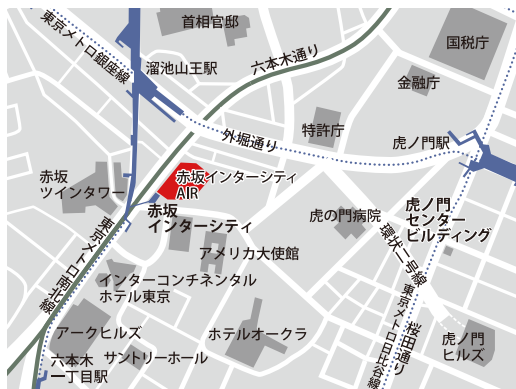 首相官邸
国税庁
東京メトロ銀座線
溜池山王駅
六本木通り
金融庁
特許庁
外堀通り
虎ノ門駅
赤坂
ツインタワー
赤坂インターシティ
AIR
赤坂
インターシティ
虎の門病院
虎ノ門
センター
ビルディング
環状二号線
アメリカ大使館
東京メトロ南北線
インターコンチネンタル
ホテル東京
アークヒルズ
ホテルオークラ
サントリーホール
六本木
一丁目駅
東京メトロ日比谷線
桜田通り
虎ノ門
ヒルズ